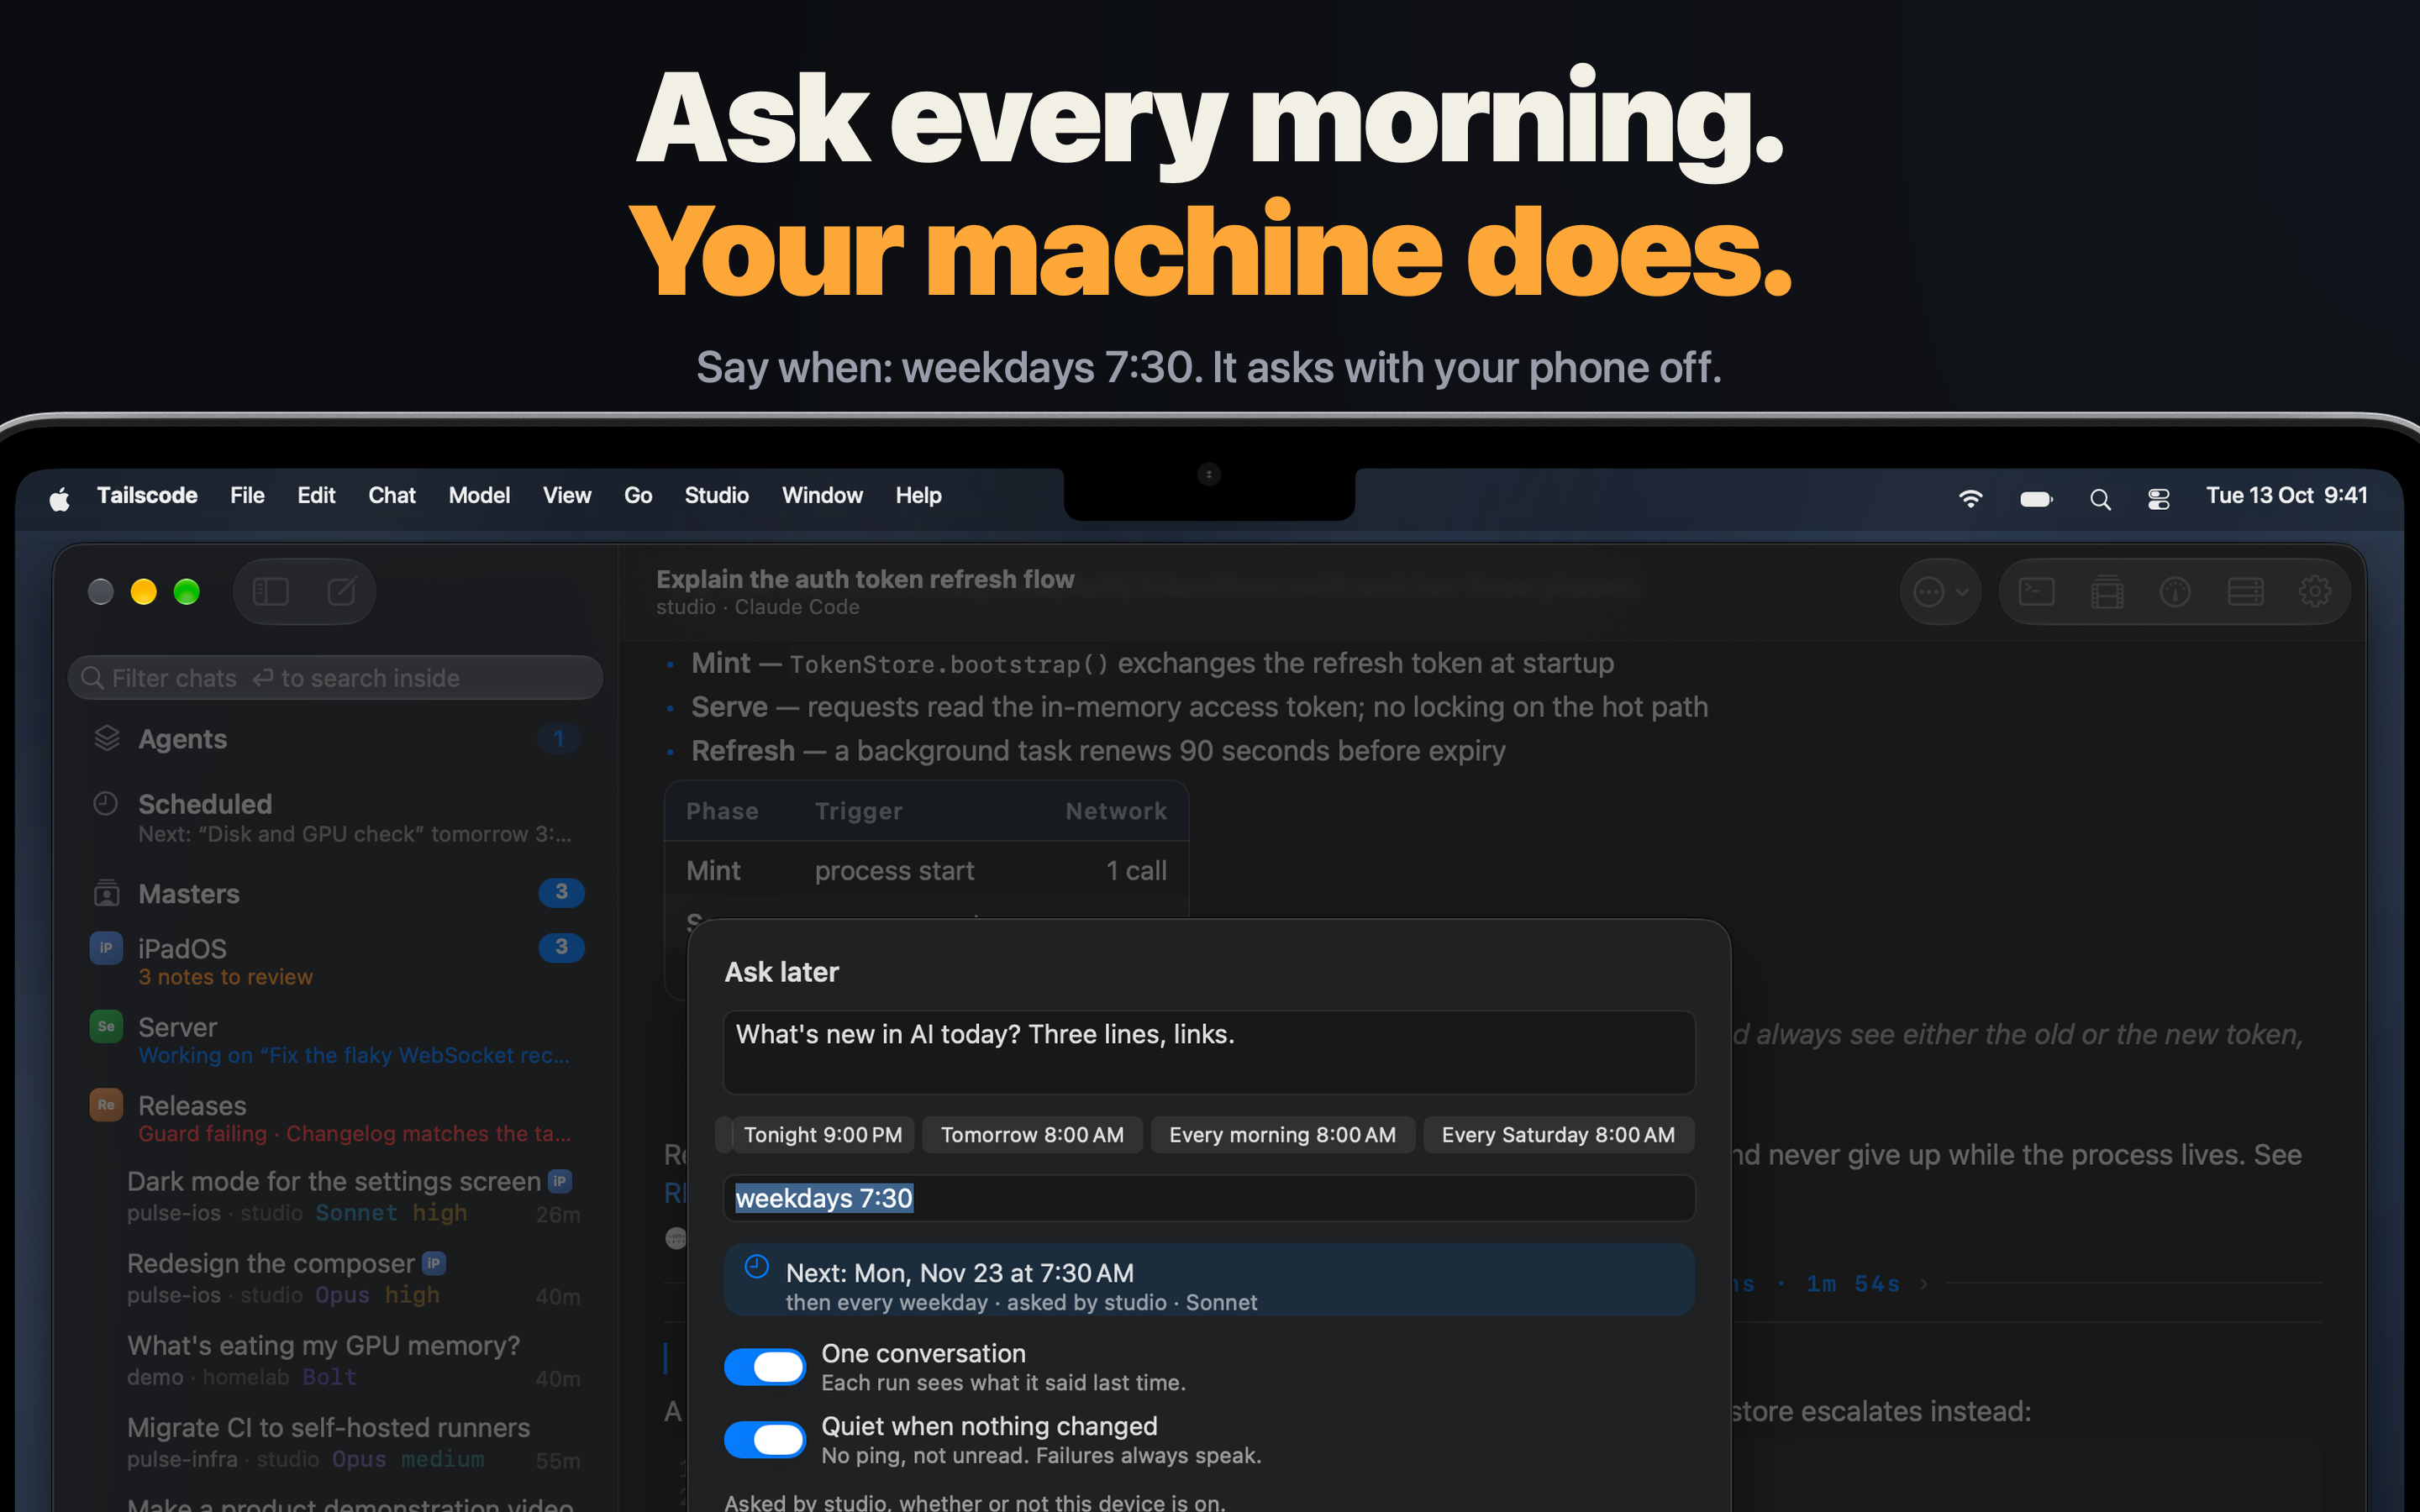 Ask every morning.
Your machine does.
Say when: weekdays 7:30. It asks with your phone off.
Tailscode File Edit Chat Model View Go Studio Window Help
Tue 13 Oct 9:41
Explain the auth token refresh flow
studio · Claude Code
Filter chats ↩ to search inside
Agents 1
Scheduled
Next: “Disk and GPU check” tomorrow 3:…
Masters 3
iP iPadOS 3
3 notes to review
Se Server
Working on “Fix the flaky WebSocket rec…
Re Releases
Guard failing · Changelog matches the ta…
Dark mode for the settings screen iP
pulse-ios · studio Sonnet high 26m
Redesign the composer iP
pulse-ios · studio Opus high 40m
What's eating my GPU memory?
demo · homelab Bolt 40m
Migrate CI to self-hosted runners
pulse-infra · studio Opus medium 55m
Make a product demonstration video
• Mint — TokenStore.bootstrap() exchanges the refresh token at startup
• Serve — requests read the in-memory access token; no locking on the hot path
• Refresh — a background task renews 90 seconds before expiry
Phase Trigger Network
Mint process start 1 call
always see either the old or the new token,
never give up while the process lives. See
· 1m 54s ›
store escalates instead:
Ask later
What's new in AI today? Three lines, links.
Tonight 9:00 PM Tomorrow 8:00 AM Every morning 8:00 AM Every Saturday 8:00 AM
weekdays 7:30
Next: Mon, Nov 23 at 7:30 AM
then every weekday · asked by studio · Sonnet
One conversation
Each run sees what it said last time.
Quiet when nothing changed
No ping, not unread. Failures always speak.
Asked by studio, whether or not this device is on.